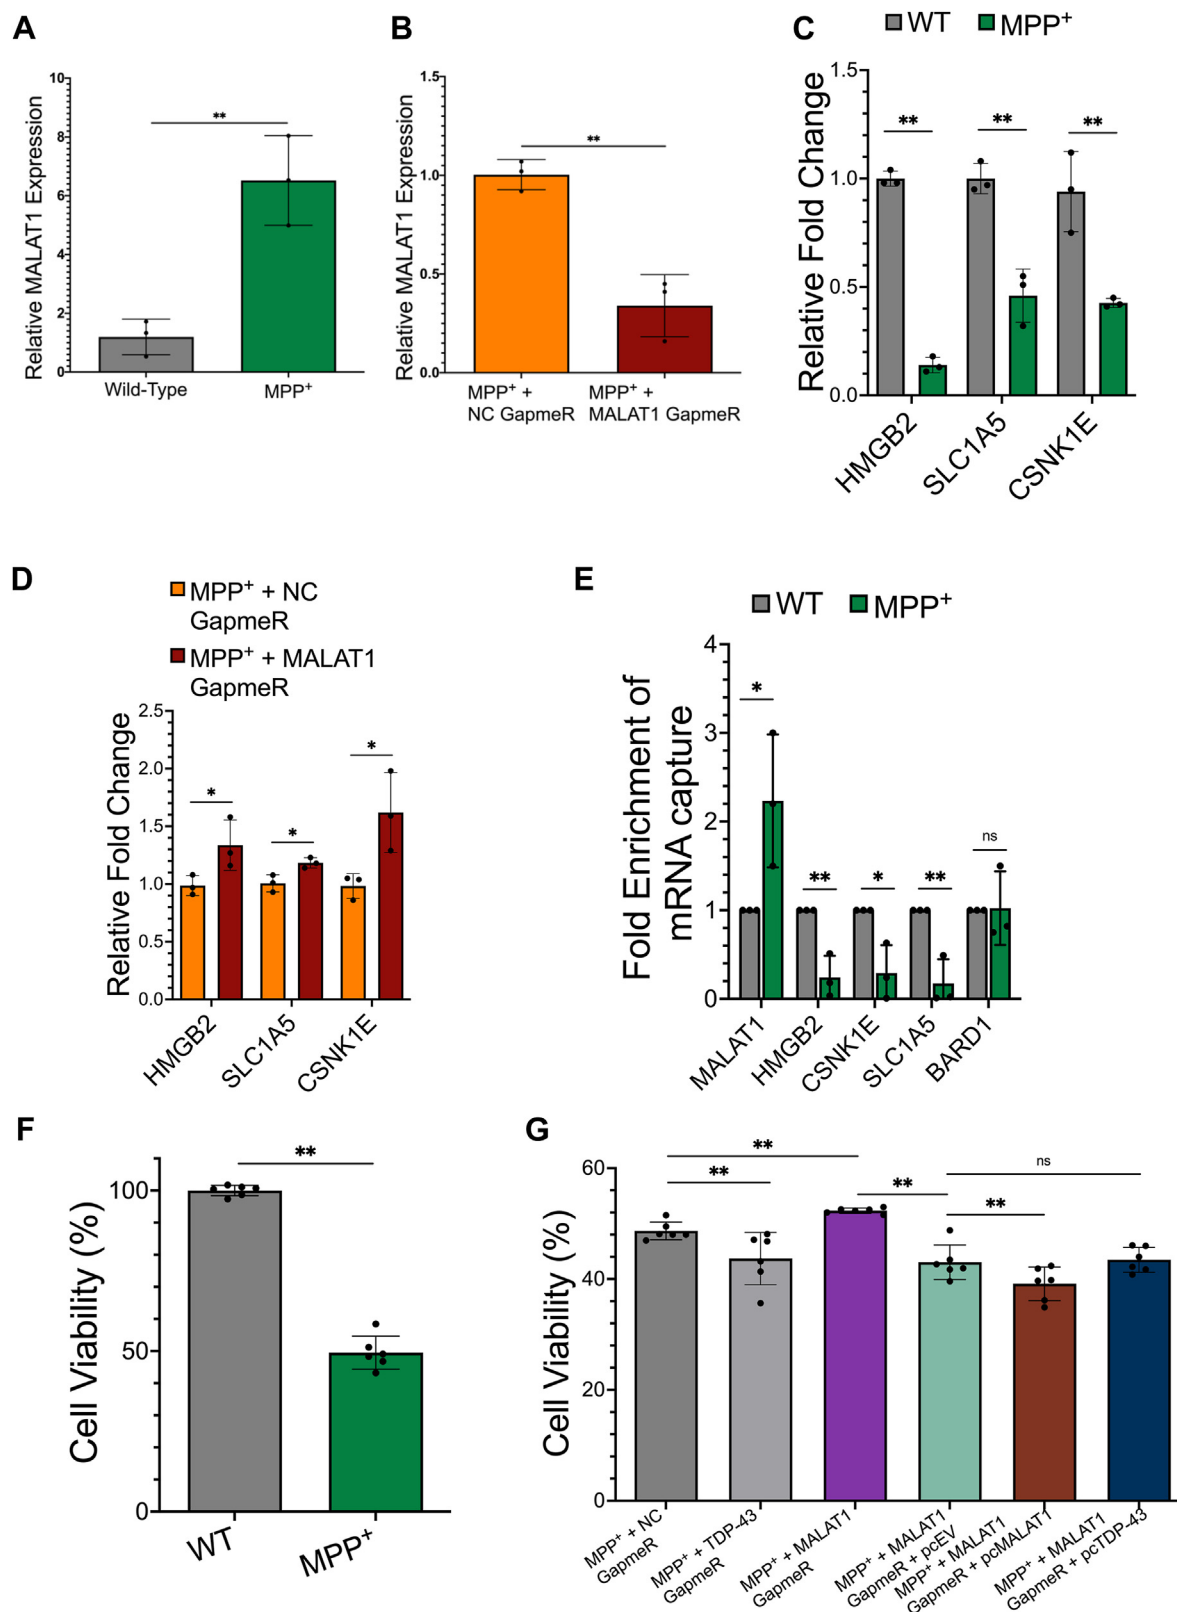 A
Relative MALAT1 Expression
10
8
6
4
2
0
**
Wild-Type
MPP+
B
Relative MALAT1 Expression
1.5
1.0
0.5
0.0
**
MPP+ +
NC GapmeR
MPP+ +
MALAT1 GapmeR
C
WT
MPP+
Relative Fold Change
1.5
1.0
0.5
0.0
**
**
**
HMGB2
SLC1A5
CSNK1E
D
MPP+ + NC
GapmeR
MPP+ + MALAT1
GapmeR
Relative Fold Change
2.5
2.0
1.5
1.0
0.5
0.0
*
*
*
HMGB2
SLC1A5
CSNK1E
E
WT
MPP+
Fold Enrichment of
mRNA capture
4
3
2
1
0
*
**
*
**
ns
MALAT1
HMGB2
CSNK1E
SLC1A5
BARD1
F
Cell Viability (%)
100
50
0
**
WT
MPP+
G
Cell Viability (%)
60
40
20
0
**
**
**
**
ns
MPP+ + NC
GapmeR
MPP+ + TDP-43
GapmeR
MPP+ + MALAT1
GapmeR
MPP+ + MALAT1
GapmeR + pcEV
MPP+ + MALAT1
GapmeR + pcMALAT1
MPP+ + MALAT1
GapmeR + pcTDP-43